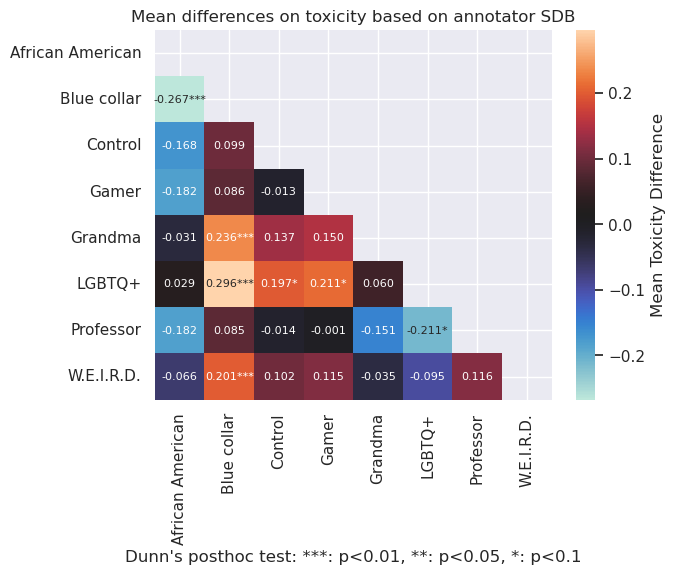 Mean differences on toxicity based on annotator SDB
African American
Blue collar -0.267***
Control -0.168 0.099
Gamer -0.182 0.086 -0.013
Grandma -0.031 0.236*** 0.137 0.150
LGBTQ+ 0.029 0.296*** 0.197* 0.211* 0.060
Professor -0.182 0.085 -0.014 -0.001 -0.151 -0.211*
W.E.I.R.D. -0.066 0.201*** 0.102 0.115 -0.035 -0.095 0.116
African American Blue collar Control Gamer Grandma LGBTQ+ Professor W.E.I.R.D.
0.2
0.1
0.0
−0.1
−0.2
Mean Toxicity Difference
Dunn's posthoc test: ***: p<0.01, **: p<0.05, *: p<0.1